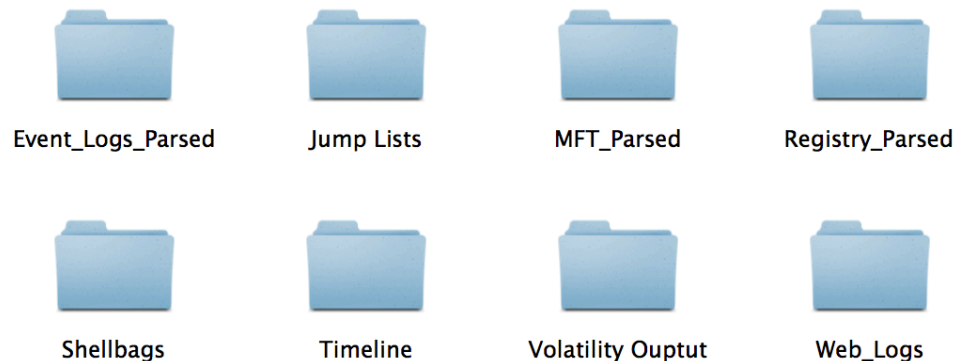 Event_Logs_Parsed
Jump Lists
MFT_Parsed
Registry_Parsed
Shellbags
Timeline
Volatility Ouptut
Web_Logs